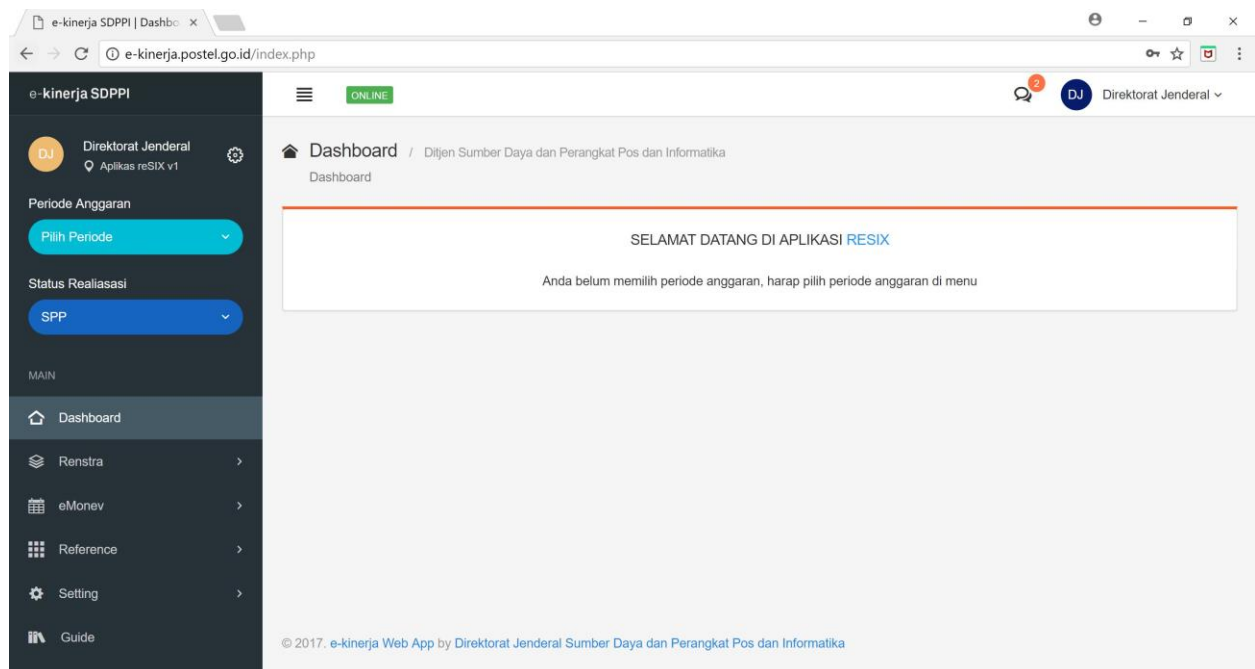 e-kinerja SDPPI | Dashbo
e-kinerja.postel.go.id/index.php
e-kinerja SDPPI
ONLINE
2
DJ
Direktorat Jenderal
DJ
Direktorat Jenderal
Aplikas reSIX v1
Dashboard / Ditjen Sumber Daya dan Perangkat Pos dan Informatika
Dashboard
Periode Anggaran
Pilih Periode
Status Realiasasi
SPP
SELAMAT DATANG DI APLIKASI RESIX
Anda belum memilih periode anggaran, harap pilih periode anggaran di menu
MAIN
Dashboard
Renstra
eMonev
Reference
Setting
Guide
© 2017. e-kinerja Web App by Direktorat Jenderal Sumber Daya dan Perangkat Pos dan Informatika